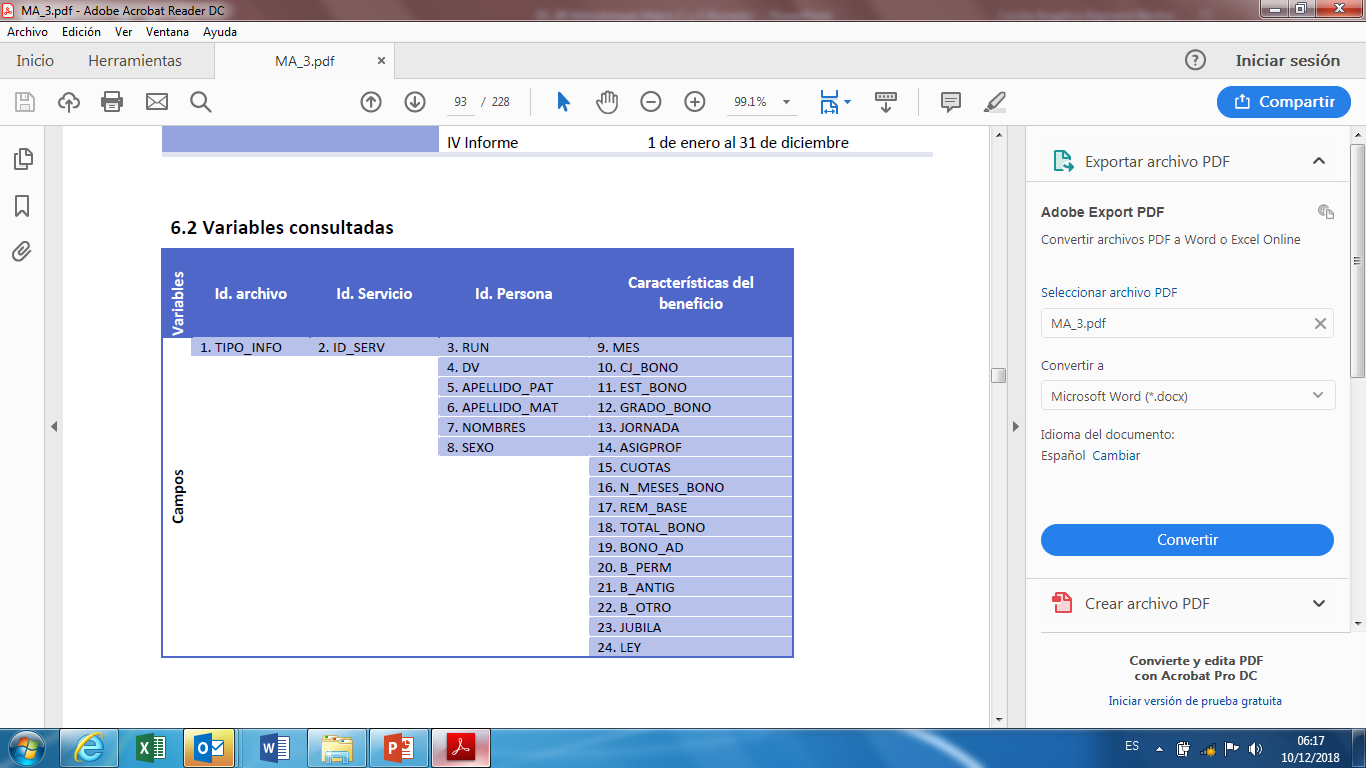 MA_3.pdf - Adobe Acrobat Reader DC
Archivo Edición Ver Ventana Ayuda
Inicio Herramientas MA_3.pdf Iniciar sesión
93 / 228 99.1% Compartir
IV Informe 1 de enero al 31 de diciembre
6.2 Variables consultadas
Variables Id. archivo Id. Servicio Id. Persona Características del beneficio
Campos
1. TIPO_INFO 2. ID_SERV 3. RUN 9. MES
4. DV 10. CJ_BONO
5. APELLIDO_PAT 11. EST_BONO
6. APELLIDO_MAT 12. GRADO_BONO
7. NOMBRES 13. JORNADA
8. SEXO 14. ASIGPROF
15. CUOTAS
16. N_MESES_BONO
17. REM_BASE
18. TOTAL_BONO
19. BONO_AD
20. B_PERM
21. B_ANTIG
22. B_OTRO
23. JUBILA
24. LEY
Exportar archivo PDF
Adobe Export PDF
Convertir archivos PDF a Word o Excel Online
Seleccionar archivo PDF
MA_3.pdf
Convertir a
Microsoft Word (*.docx)
Idioma del documento:
Español Cambiar
Convertir
Crear archivo PDF
Convierte y edita PDF
con Acrobat Pro DC
Iniciar versión de prueba gratuita
ES 06:17
10/12/2018